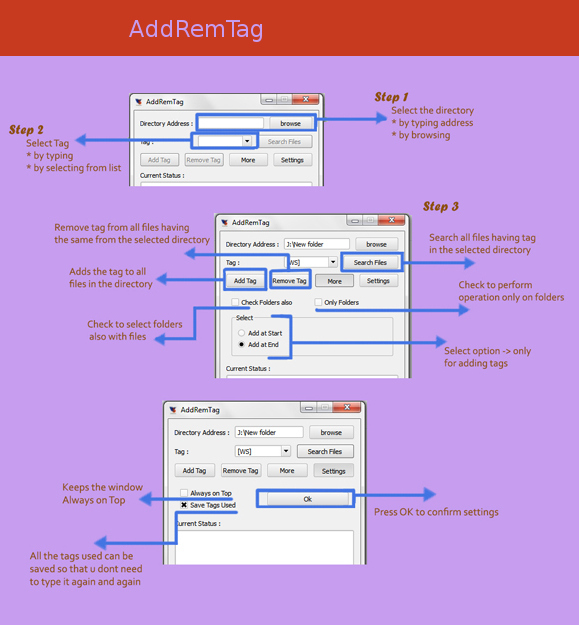 AddRemTag
Step 1
Select the directory
* by typing address
* by browsing
Step 2
Select Tag
* by typing
* by selecting from list
AddRemTag
Directory Address :
browse
Tag :
Search Files
Add Tag
Remove Tag
More
Settings
Current Status :
Step 3
Remove tag from all files having
the same from the selected directory
Adds the tag to all
files in the directory
Check to select folders
also with files
AddRemTag
Directory Address :
J:\New folder
browse
Tag :
[WS]
Search Files
Add Tag
Remove Tag
More
Settings
Check Folders also
Only Folders
Select
Add at Start
Add at End
Current Status :
Search all files having tag
in the selected directory
Check to perform
operation only on folders
Select option -> only
for adding tags
AddRemTag
Directory Address :
J:\New folder
browse
Tag :
[WS]
Search Files
Add Tag
Remove Tag
More
Settings
Always on Top
Save Tags Used
Ok
Current Status :
Keeps the window
Always on Top
Press OK to confirm settings
All the tags used can be
saved so that u dont need
to type it again and again